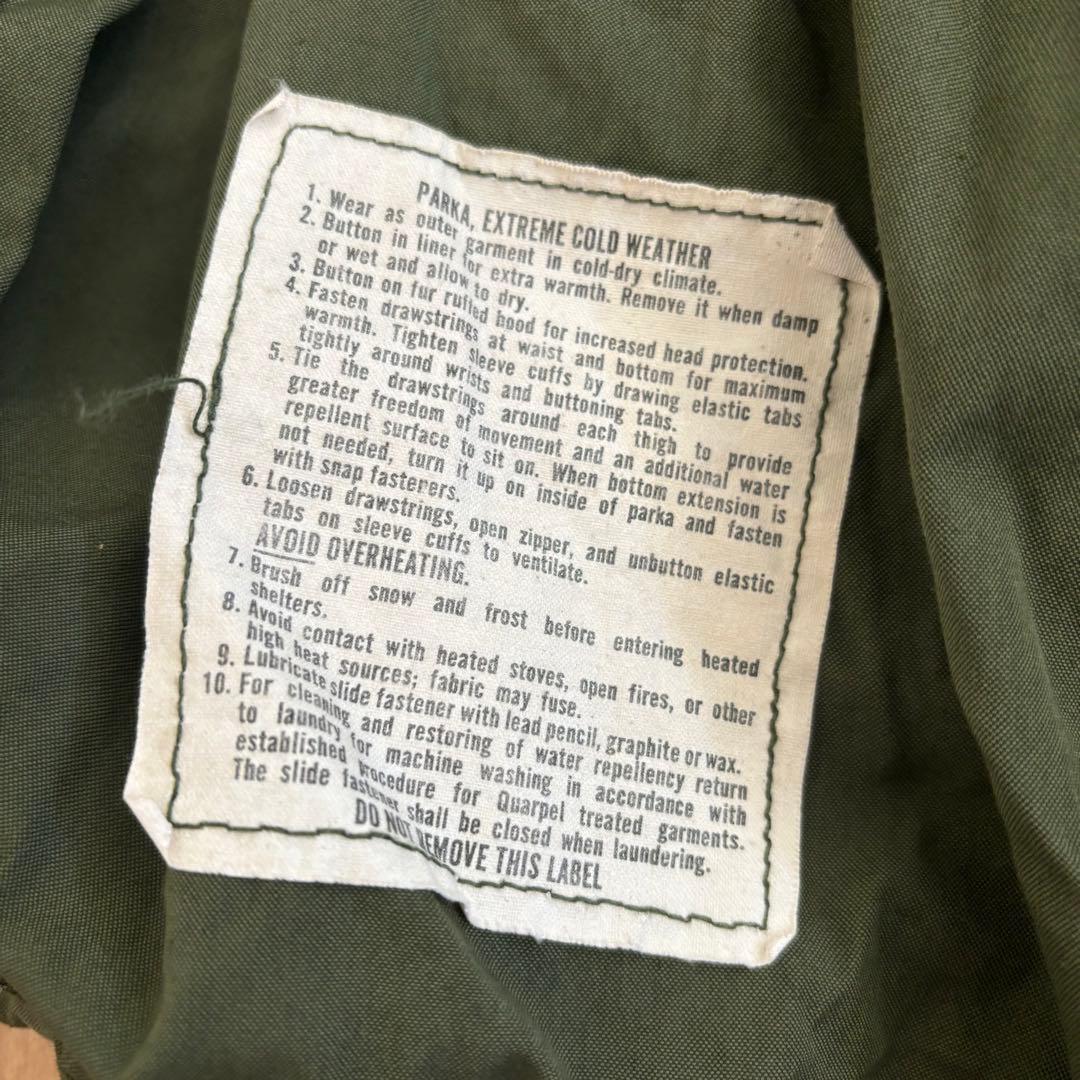 PARKA, EXTREME COLD WEATHER
1. Wear as outer garment in cold-dry climate.
2. Button in liner for extra warmth. Remove it when damp
or wet and allow to dry.
3. Button on fur ruffed hood for increased head protection.
4. Fasten drawstrings at waist and bottom for maximum
warmth. Tighten sleeve cuffs by drawing elastic tabs
tightly around wrists and buttoning tabs.
5. Tie the drawstrings around each thigh to provide
greater freedom of movement and an additional water
repellent surface to sit on. When bottom extension is
not needed, turn it up on inside of parka and fasten
with snap fasteners.
6. Loosen drawstrings, open zipper, and unbutton elastic
tabs on sleeve cuffs to ventilate.
AVOID OVERHEATING.
7. Brush off snow and frost before entering heated
shelters.
8. Avoid contact with heated stoves, open fires, or other
high heat sources; fabric may fuse.
9. Lubricate slide fastener with lead pencil, graphite or wax.
10. For cleaning and restoring of water repellency return
to laundry for machine washing in accordance with
established procedure for Quarpel treated garments.
The slide fastener shall be closed when laundering.
DO NOT REMOVE THIS LABEL